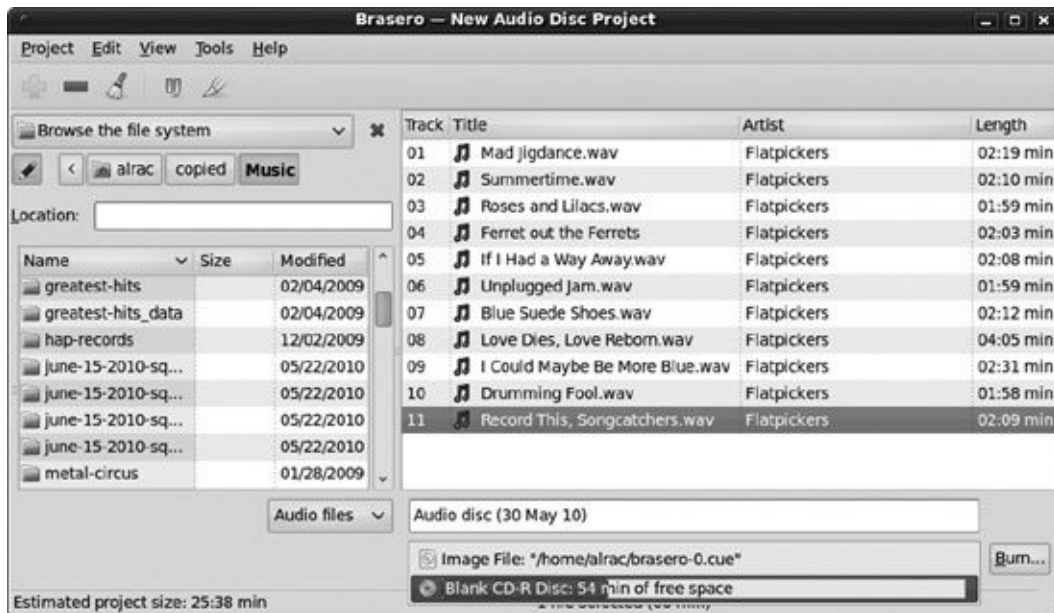 Brasero — New Audio Disc Project
Project Edit View Tools Help
Browse the file system
alrac copied Music
Location:
Name Size Modified
greatest-hits 02/04/2009
greatest-hits_data 02/04/2009
hap-records 12/02/2009
june-15-2010-sq... 05/22/2010
june-15-2010-sq... 05/22/2010
june-15-2010-sq... 05/22/2010
june-15-2010-sq... 05/22/2010
metal-circus 01/28/2009
Audio files
Track Title Artist Length
01 Mad Jigdance.wav Flatpickers 02:19 min
02 Summertime.wav Flatpickers 02:10 min
03 Roses and Lilacs.wav Flatpickers 01:59 min
04 Ferret out the Ferrets Flatpickers 02:03 min
05 If I Had a Way Away.wav Flatpickers 02:08 min
06 Unplugged Jam.wav Flatpickers 01:59 min
07 Blue Suede Shoes.wav Flatpickers 02:12 min
08 Love Dies, Love Reborn.wav Flatpickers 04:05 min
09 I Could Maybe Be More Blue.wav Flatpickers 02:31 min
10 Drumming Fool.wav Flatpickers 01:58 min
11 Record This, Songcatchers.wav Flatpickers 02:09 min
Audio disc (30 May 10)
Image File: "/home/alrac/brasero-0.cue"
Burn...
Blank CD-R Disc: 54 min of free space
Estimated project size: 25:38 min